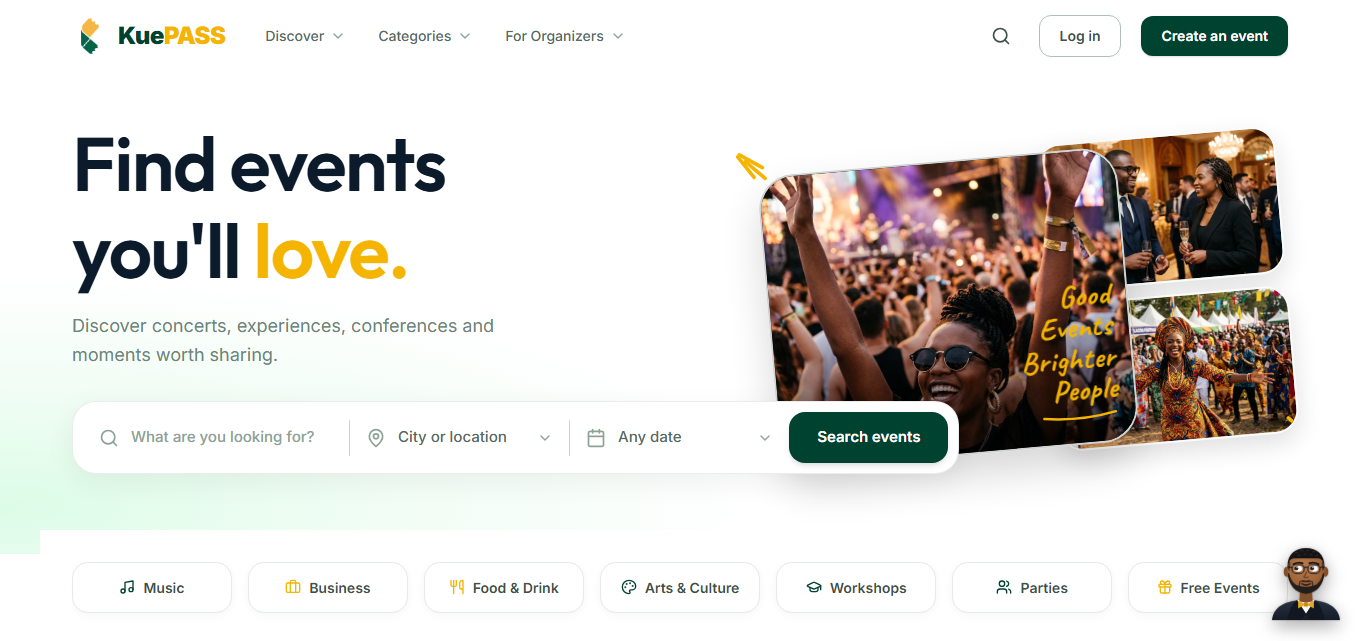 KuePASS
Discover
Categories
For Organizers
Log in
Create an event
Find events
you'll love.
Discover concerts, experiences, conferences and
moments worth sharing.
Good
Events
Brighter
People
What are you looking for?
City or location
Any date
Search events
Music
Business
Food & Drink
Arts & Culture
Workshops
Parties
Free Events